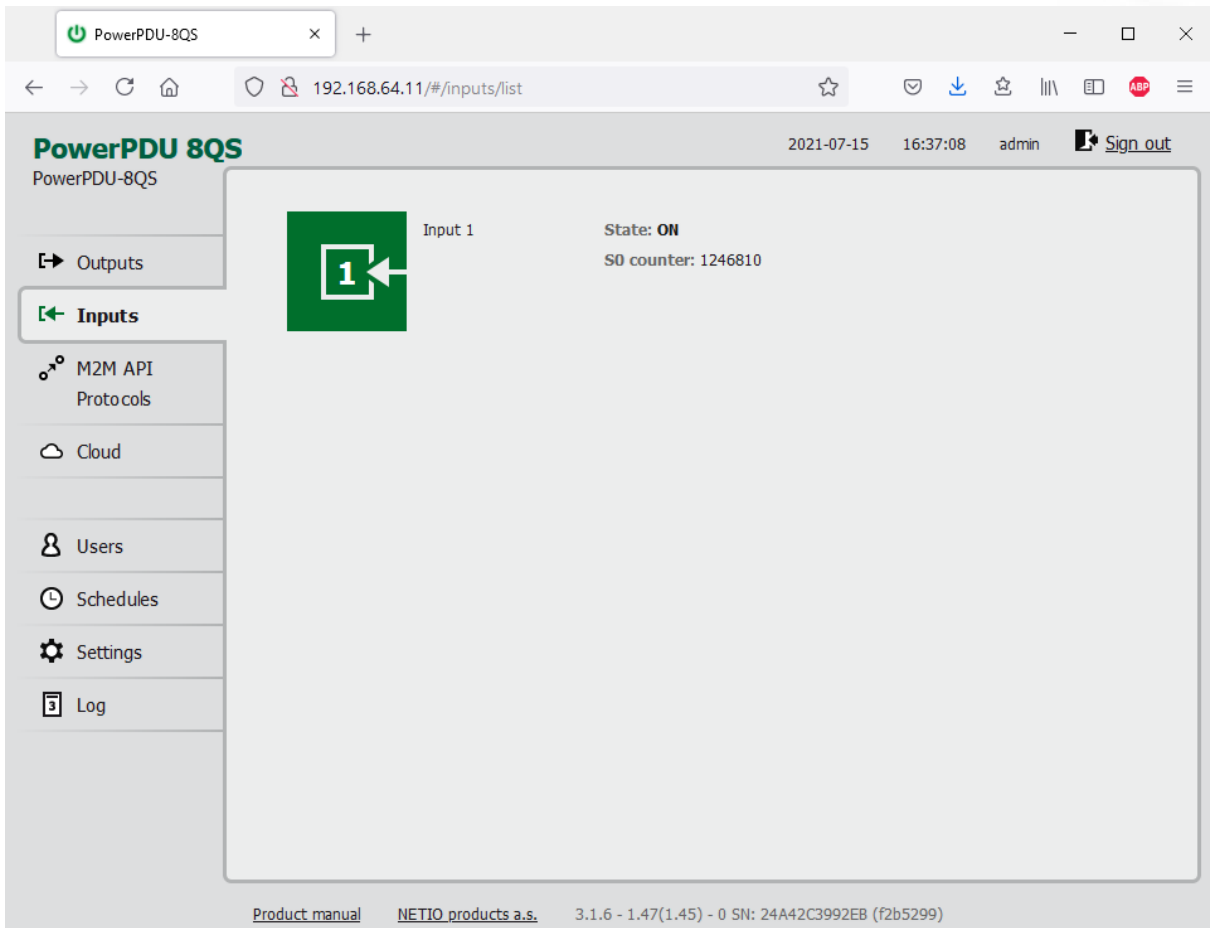 PowerPDU-8QS
192.168.64.11/#/inputs/list
ABP
PowerPDU 8QS
2021-07-15 16:37:08 admin Sign out
PowerPDU-8QS
Outputs
Inputs
M2M API
Protocols
Cloud
Users
Schedules
Settings
3 Log
1
Input 1
State: ON
S0 counter: 1246810
Product manual NETIO products a.s. 3.1.6 - 1.47(1.45) - 0 SN: 24A42C3992EB (f2b5299)